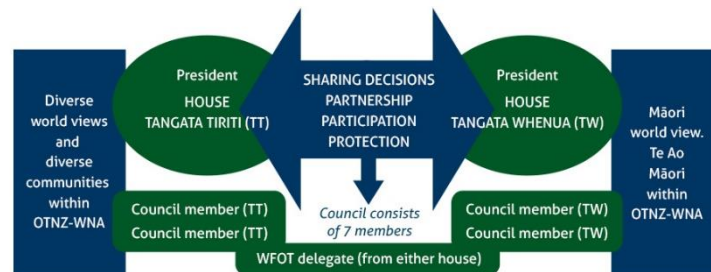 Diverse
world views
and
diverse
communities
within
OTNZ-WNA
President
HOUSE
TANGATA TIRITI (TT)
SHARING DECISIONS
PARTNERSHIP
PARTICIPATION
PROTECTION
President
HOUSE
TANGATA WHENUA (TW)
Māori
world view.
Te Ao
Māori
within
OTNZ-WNA
Council member (TT)
Council member (TT)
Council consists
of 7 members
Council member (TW)
Council member (TW)
WFOT delegate (from either house)